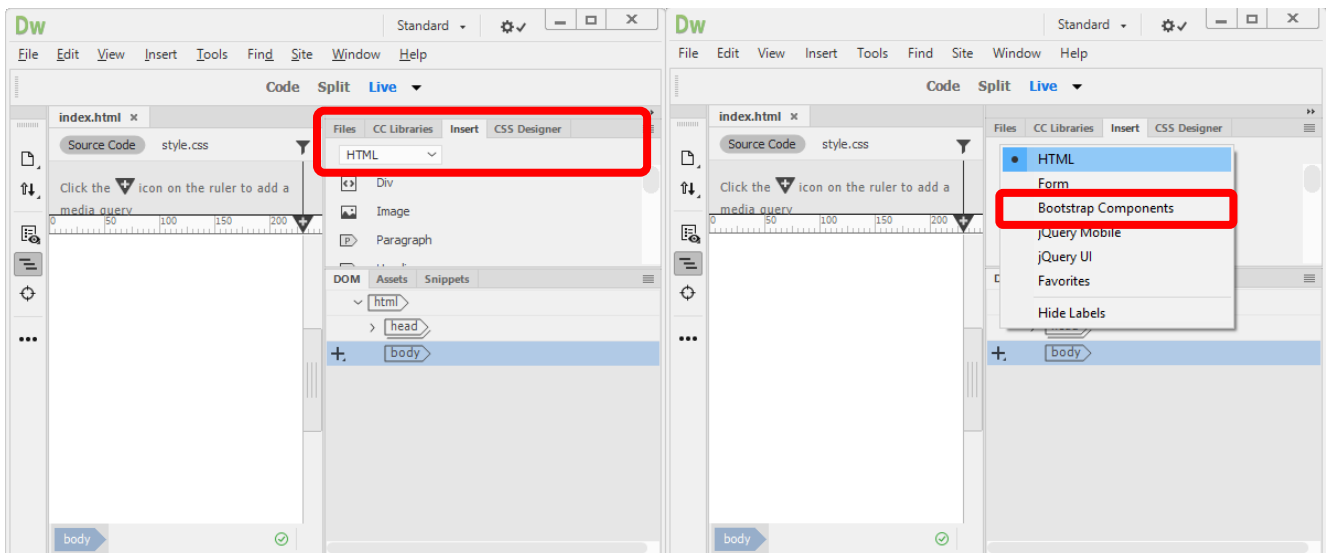 Dw Standard
File Edit View Insert Tools Find Site Window Help
Code Split Live
index.html
Source Code style.css
Click the icon on the ruler to add a
media query
0 50 100 150 200
Files CC Libraries Insert CSS Designer
HTML
Div
Image
Paragraph
DOM Assets Snippets
html
head
body
body
Dw Standard
File Edit View Insert Tools Find Site Window Help
Code Split Live
index.html
Source Code style.css
Click the icon on the ruler to add a
media query
0 50 100 150 200
Files CC Libraries Insert CSS Designer
HTML
Form
Bootstrap Components
jQuery Mobile
jQuery UI
Favorites
Hide Labels
body
body